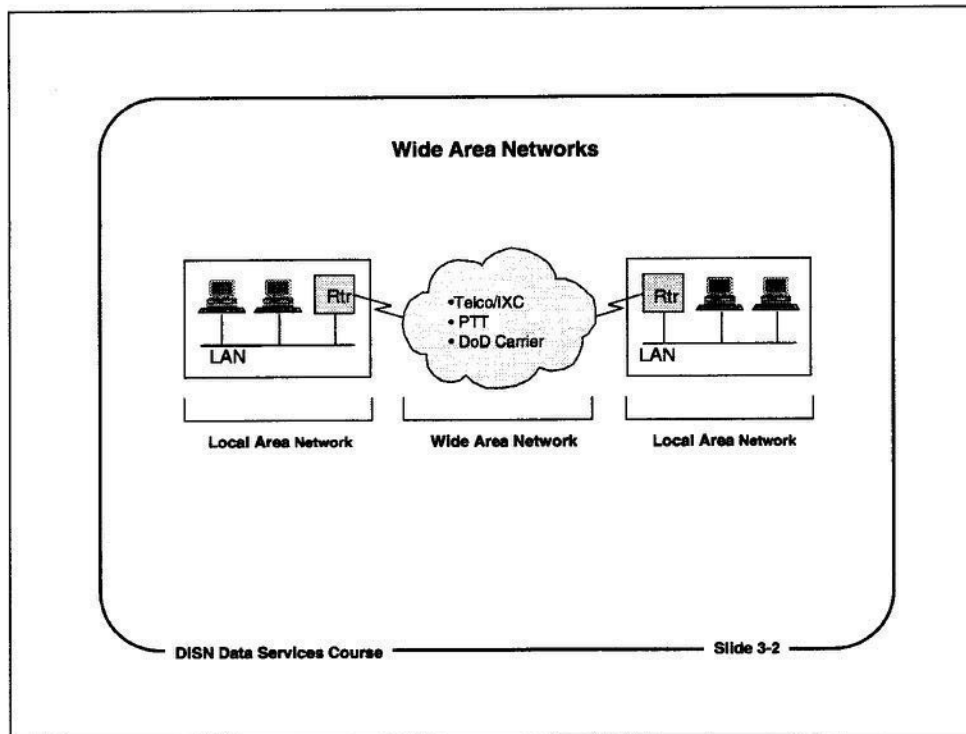 Wide Area Networks
Rtr
LAN
•Telco/IXC
• PTT
• DoD Carrier
Rtr
LAN
Local Area Network
Wide Area Network
Local Area Network
DISN Data Services Course
Slide 3-2